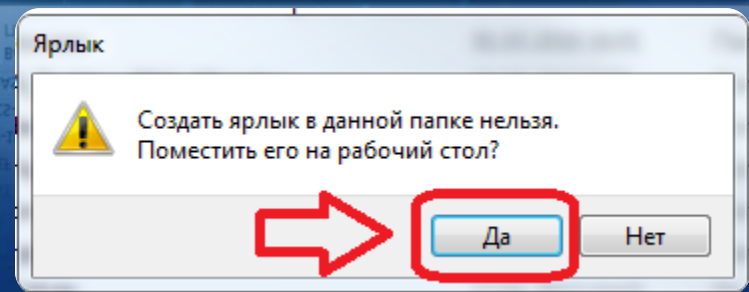 Ярлык
Создать ярлык в данной папке нельзя.
Поместить его на рабочий стол?
Да
Нет